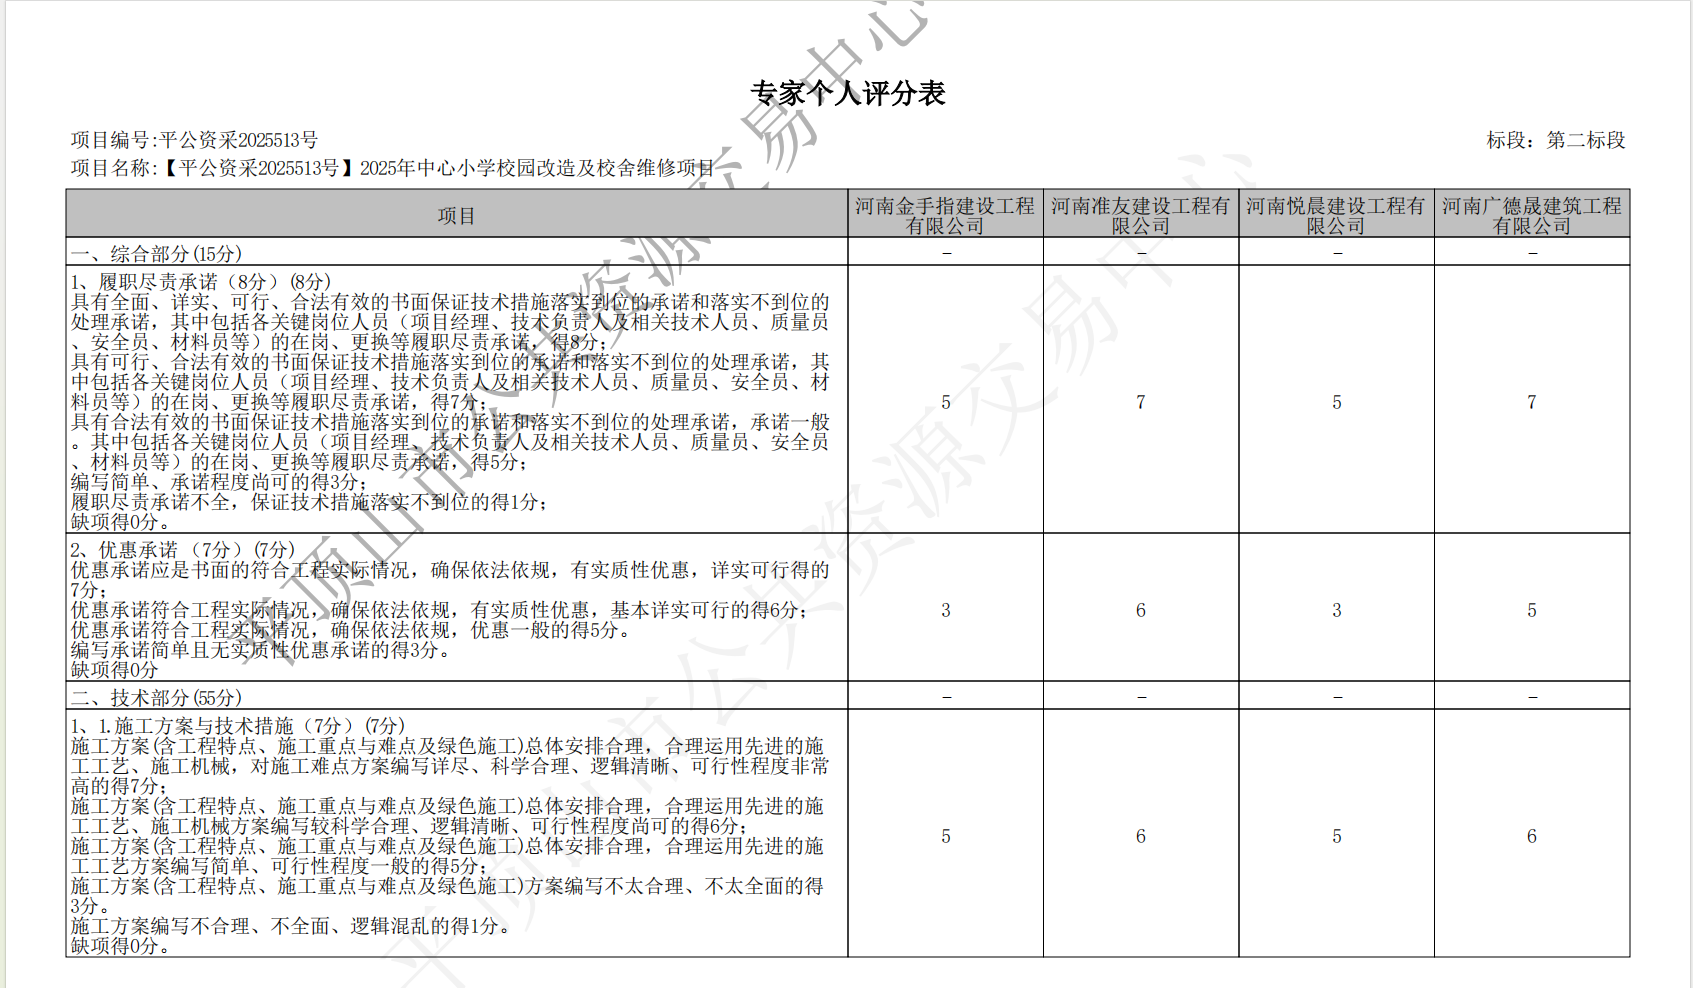 专家个人评分表
项目编号:平公资采2025513号
标段：第二标段
项目名称:【平公资采2025513号】2025年中心小学校园改造及校舍维修项目
项目
河南金手指建设工程
有限公司
河南准友建设工程有
限公司
河南悦晨建设工程有
限公司
河南广德晟建筑工程
有限公司
一、综合部分(15分)
－
－
－
－
1、履职尽责承诺（8分）(8分)
具有全面、详实、可行、合法有效的书面保证技术措施落实到位的承诺和落实不到位的
处理承诺，其中包括各关键岗位人员（项目经理、技术负责人及相关技术人员、质量员
、安全员、材料员等）的在岗、更换等履职尽责承诺，得8分；
具有可行、合法有效的书面保证技术措施落实到位的承诺和落实不到位的处理承诺，其
中包括各关键岗位人员（项目经理、技术负责人及相关技术人员、质量员、安全员、材
料员等）的在岗、更换等履职尽责承诺，得7分；
具有合法有效的书面保证技术措施落实到位的承诺和落实不到位的处理承诺，承诺一般
。其中包括各关键岗位人员（项目经理、技术负责人及相关技术人员、质量员、安全员
、材料员等）的在岗、更换等履职尽责承诺，得5分；
编写简单、承诺程度尚可的得3分；
履职尽责承诺不全，保证技术措施落实不到位的得1分；
缺项得0分。
5
7
5
7
2、优惠承诺 （7分）(7分)
优惠承诺应是书面的符合工程实际情况，确保依法依规，有实质性优惠，详实可行得的
7分；
优惠承诺符合工程实际情况，确保依法依规，有实质性优惠，基本详实可行的得6分；
优惠承诺符合工程实际情况，确保依法依规，优惠一般的得5分。
编写承诺简单且无实质性优惠承诺的得3分。
缺项得0分
3
6
3
5
二、技术部分(55分)
－
－
－
－
1、1.施工方案与技术措施（7分）(7分)
施工方案(含工程特点、施工重点与难点及绿色施工)总体安排合理，合理运用先进的施
工工艺、施工机械，对施工难点方案编写详尽、科学合理、逻辑清晰、可行性程度非常
高的得7分；
施工方案(含工程特点、施工重点与难点及绿色施工)总体安排合理，合理运用先进的施
工工艺、施工机械方案编写较科学合理、逻辑清晰、可行性程度尚可的得6分；
施工方案(含工程特点、施工重点与难点及绿色施工)总体安排合理，合理运用先进的施
工工艺方案编写简单、可行性程度一般的得5分；
施工方案(含工程特点、施工重点与难点及绿色施工)方案编写不太合理、不太全面的得
3分。
施工方案编写不合理、不全面、逻辑混乱的得1分。
缺项得0分。
5
6
5
6
平顶山市公共资源交易中心
平顶山市公共资源交易中心